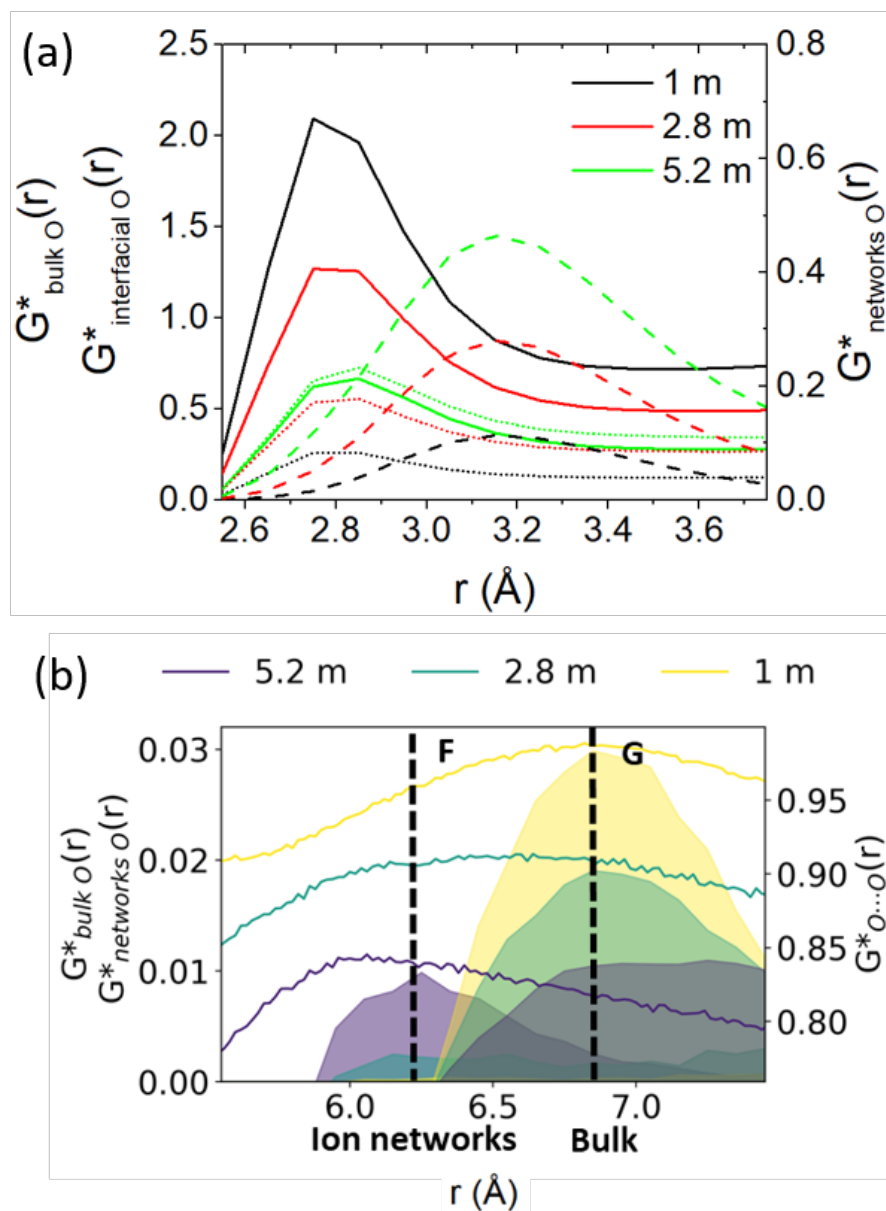 (a)
2.5
2.0
1.5
1.0
0.5
0.0
0.8
0.6
0.4
0.2
0.0
1 m
2.8 m
5.2 m
G*bulk O(r)
G*interfacial O(r)
G*networks O(r)
2.6 2.8 3.0 3.2 3.4 3.6
r (Å)
(b)
5.2 m 2.8 m 1 m
0.03
0.02
0.01
0.00
F
G
0.95
0.90
0.85
0.80
G*bulk O(r)
G*networks O(r)
G*O···O(r)
6.0 6.5 7.0
Ion networks Bulk
r (Å)